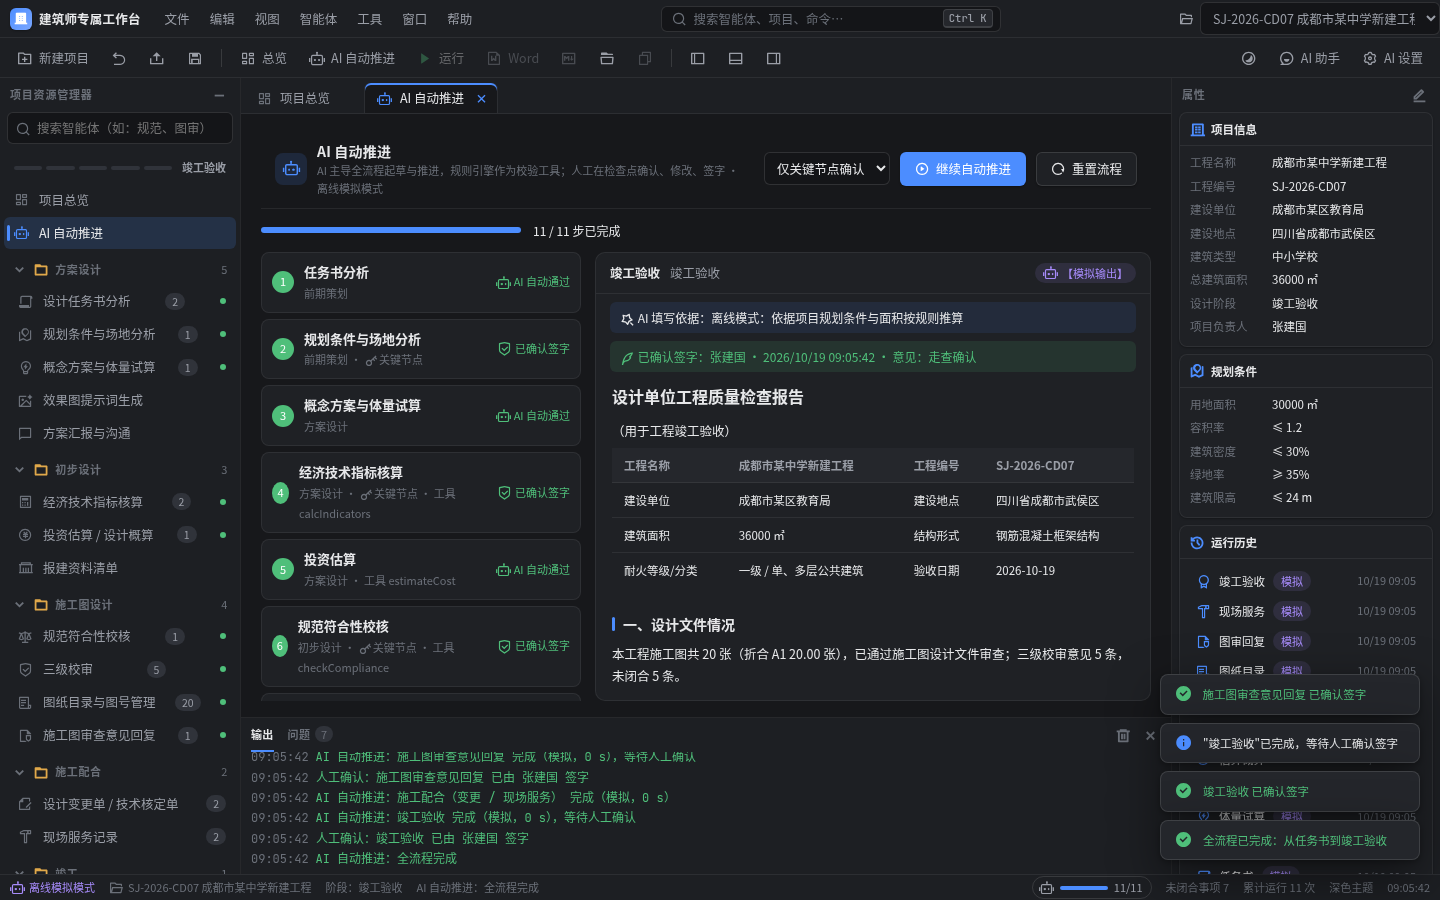 建筑师专属工作台 文件 编辑 视图 智能体 工具 窗口 帮助
搜索智能体、项目、命令… Ctrl K
SJ-2026-CD07 成都市某中学新建工程
新建项目 总览 AI 自动推进 运行 Word AI 助手 AI 设置
项目资源管理器
搜索智能体（如：规范、图审）
竣工验收
项目总览
AI 自动推进
方案设计 5
设计任务书分析 2
规划条件与场地分析 1
概念方案与体量试算 1
效果图提示词生成
方案汇报与沟通
初步设计 3
经济技术指标核算 2
投资估算 / 设计概算 1
报建资料清单
施工图设计 4
规范符合性校核 1
三级校审 5
图纸目录与图号管理 20
施工图审查意见回复 1
施工配合 2
设计变更单 / 技术核定单 2
现场服务记录 2
项目总览 AI 自动推进
AI 自动推进
AI 主导全流程起草与推进，规则引擎作为校验工具；人工在检查点确认、修改、签字 ·
离线模拟模式
仅关键节点确认 继续自动推进 重置流程
11 / 11 步已完成
1 任务书分析
前期策划
AI 自动通过
2 规划条件与场地分析
前期策划 · 关键节点
已确认签字
3 概念方案与体量试算
方案设计
AI 自动通过
4 经济技术指标核算
方案设计 · 关键节点 · 工具
calcIndicators
已确认签字
5 投资估算
方案设计 · 工具 estimateCost
AI 自动通过
6 规范符合性校核
初步设计 · 关键节点 · 工具
checkCompliance
已确认签字
竣工验收 竣工验收 【模拟输出】
AI 填写依据：离线模式：依据项目规划条件与面积按规则推算
已确认签字：张建国 · 2026/10/19 09:05:42 · 意见：走查确认
设计单位工程质量检查报告
（用于工程竣工验收）
工程名称 成都市某中学新建工程 工程编号 SJ-2026-CD07
建设单位 成都市某区教育局 建设地点 四川省成都市武侯区
建筑面积 36000 ㎡ 结构形式 钢筋混凝土框架结构
耐火等级/分类 一级 / 单、多层公共建筑 验收日期 2026-10-19
一、设计文件情况
本工程施工图共 20 张（折合 A1 20.00 张），已通过施工图设计文件审查；三级校审意见 5 条，
未闭合 5 条。
输出 问题 7
09:05:42 AI 自动推进：施工图审查意见回复 完成（模拟，0 s），等待人工确认
09:05:42 人工确认：施工图审查意见回复 已由 张建国 签字
09:05:42 AI 自动推进：施工配合（变更 / 现场服务） 完成（模拟，0 s）
09:05:42 AI 自动推进：竣工验收 完成（模拟，0 s），等待人工确认
09:05:42 人工确认：竣工验收 已由 张建国 签字
09:05:42 AI 自动推进：全流程完成
属性
项目信息
工程名称 成都市某中学新建工程
工程编号 SJ-2026-CD07
建设单位 成都市某区教育局
建设地点 四川省成都市武侯区
建筑类型 中小学校
总建筑面积 36000 ㎡
设计阶段 竣工验收
项目负责人 张建国
规划条件
用地面积 30000 ㎡
容积率 ≤ 1.2
建筑密度 ≤ 30%
绿地率 ≥ 35%
建筑限高 ≤ 24 m
运行历史
竣工验收 模拟 10/19 09:05
现场服务 模拟 10/19 09:05
图审回复 模拟 10/19 09:05
图纸目录 模拟 10/19 09:05
施工图审查意见回复 已确认签字
"竣工验收"已完成，等待人工确认签字
竣工验收 已确认签字
体量试算 模拟 10/19 09:05
全流程已完成：从任务书到竣工验收
离线模拟模式 SJ-2026-CD07 成都市某中学新建工程 阶段：竣工验收 AI 自动推进：全流程完成 11/11 未闭合事项 7 累计运行 11 次 深色主题 09:05:42